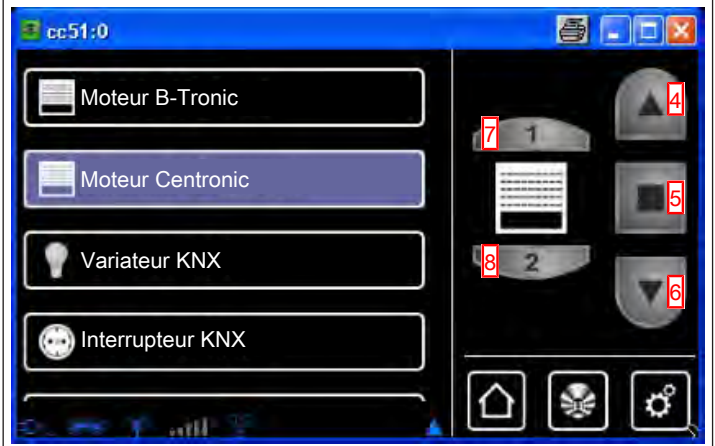 cc51:0
Moteur B-Tronic
Moteur Centronic
Variateur KNX
Interrupteur KNX
7 1
4
5
8 2
6